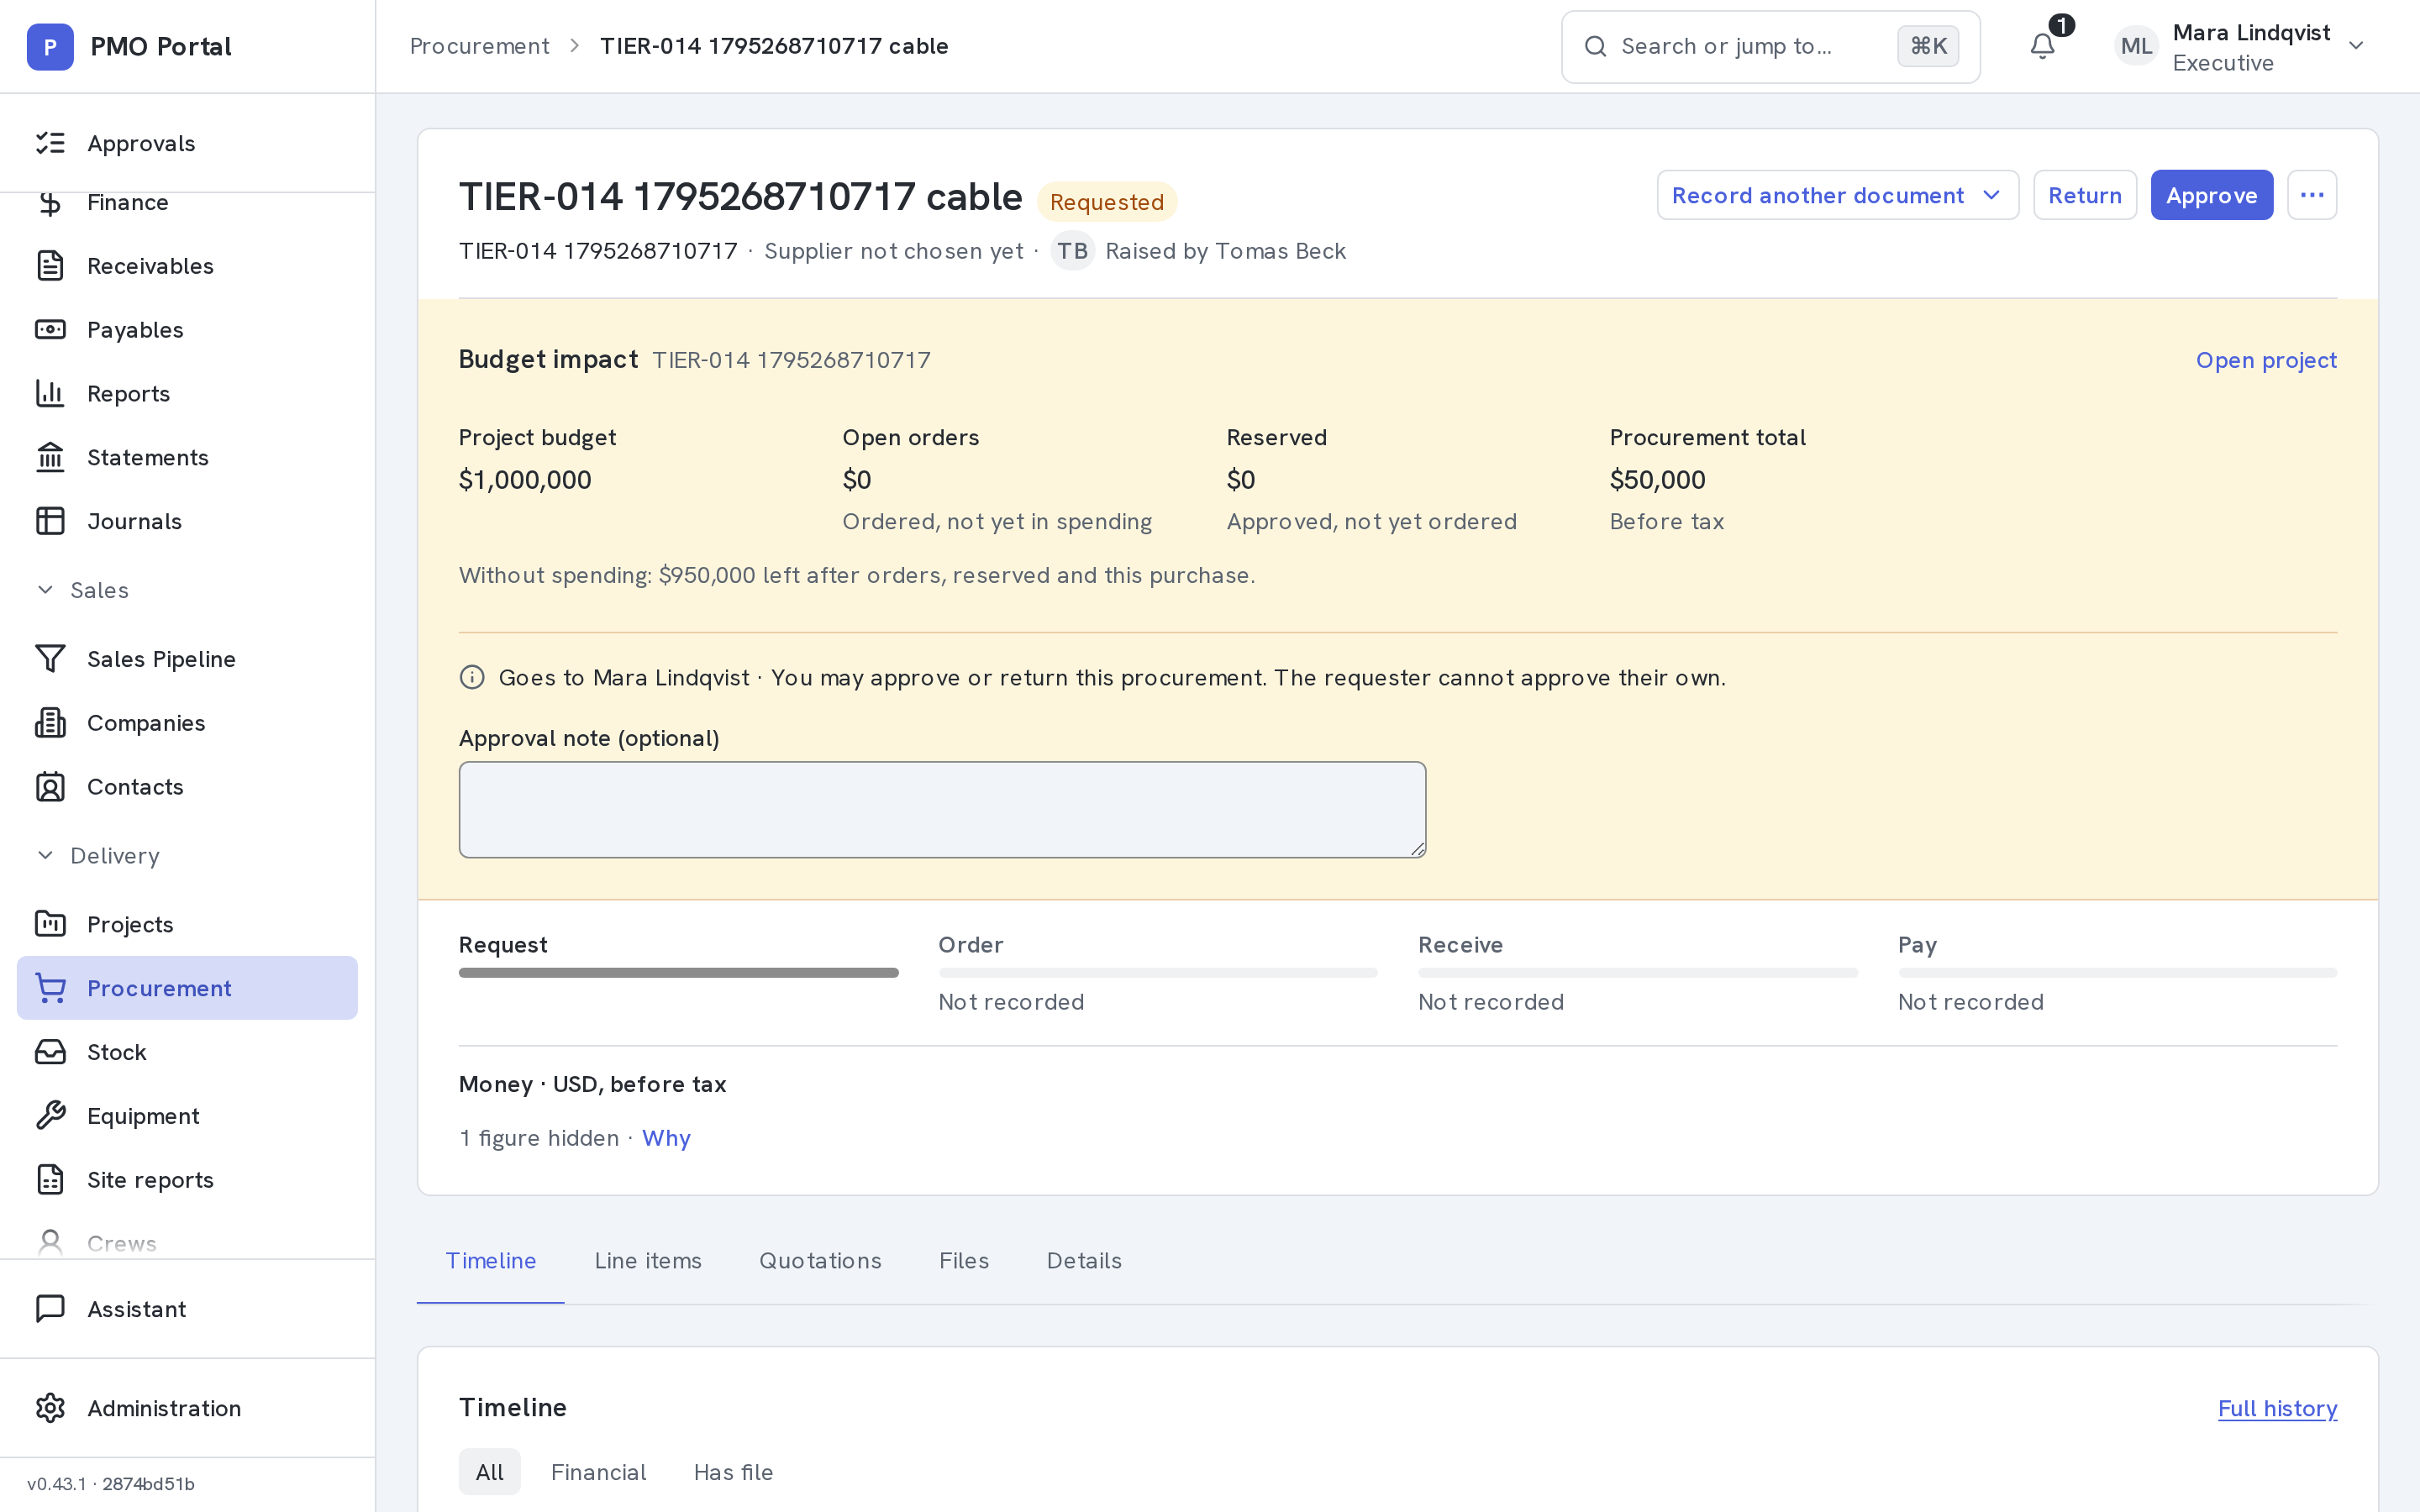 P PMO Portal
Procurement > TIER-014 1795268710717 cable
Search or jump to... ⌘K
1
ML Mara Lindqvist
Executive
Approvals
Finance
Receivables
Payables
Reports
Statements
Journals
Sales
Sales Pipeline
Companies
Contacts
Delivery
Projects
Procurement
Stock
Equipment
Site reports
Crews
Assistant
Administration
v0.43.1 · 2874bd51b
TIER-014 1795268710717 cable Requested
Record another document Return Approve ...
TIER-014 1795268710717 · Supplier not chosen yet · TB Raised by Tomas Beck
Budget impact TIER-014 1795268710717 Open project
Project budget Open orders Reserved Procurement total
$1,000,000 $0 $0 $50,000
Ordered, not yet in spending Approved, not yet ordered Before tax
Without spending: $950,000 left after orders, reserved and this purchase.
Goes to Mara Lindqvist · You may approve or return this procurement. The requester cannot approve their own.
Approval note (optional)
Request Order Receive Pay
Not recorded Not recorded Not recorded
Money · USD, before tax
1 figure hidden · Why
Timeline Line items Quotations Files Details
Timeline Full history
All Financial Has file